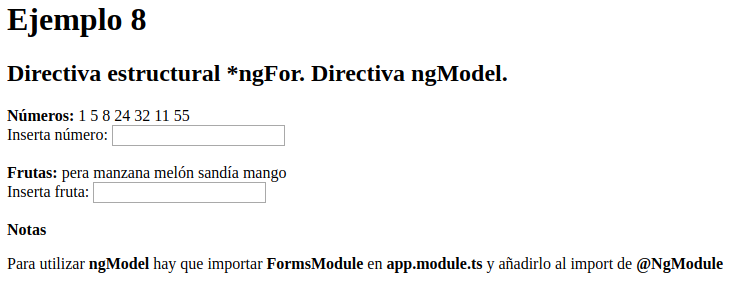 Ejemplo 8
Directiva estructural *ngFor. Directiva ngModel.
Números: 1 5 8 24 32 11 55
Inserta número:
Frutas: pera manzana melón sandía mango
Inserta fruta:
Notas
Para utilizar ngModel hay que importar FormsModule en app.module.ts y añadirlo al import de @NgModule